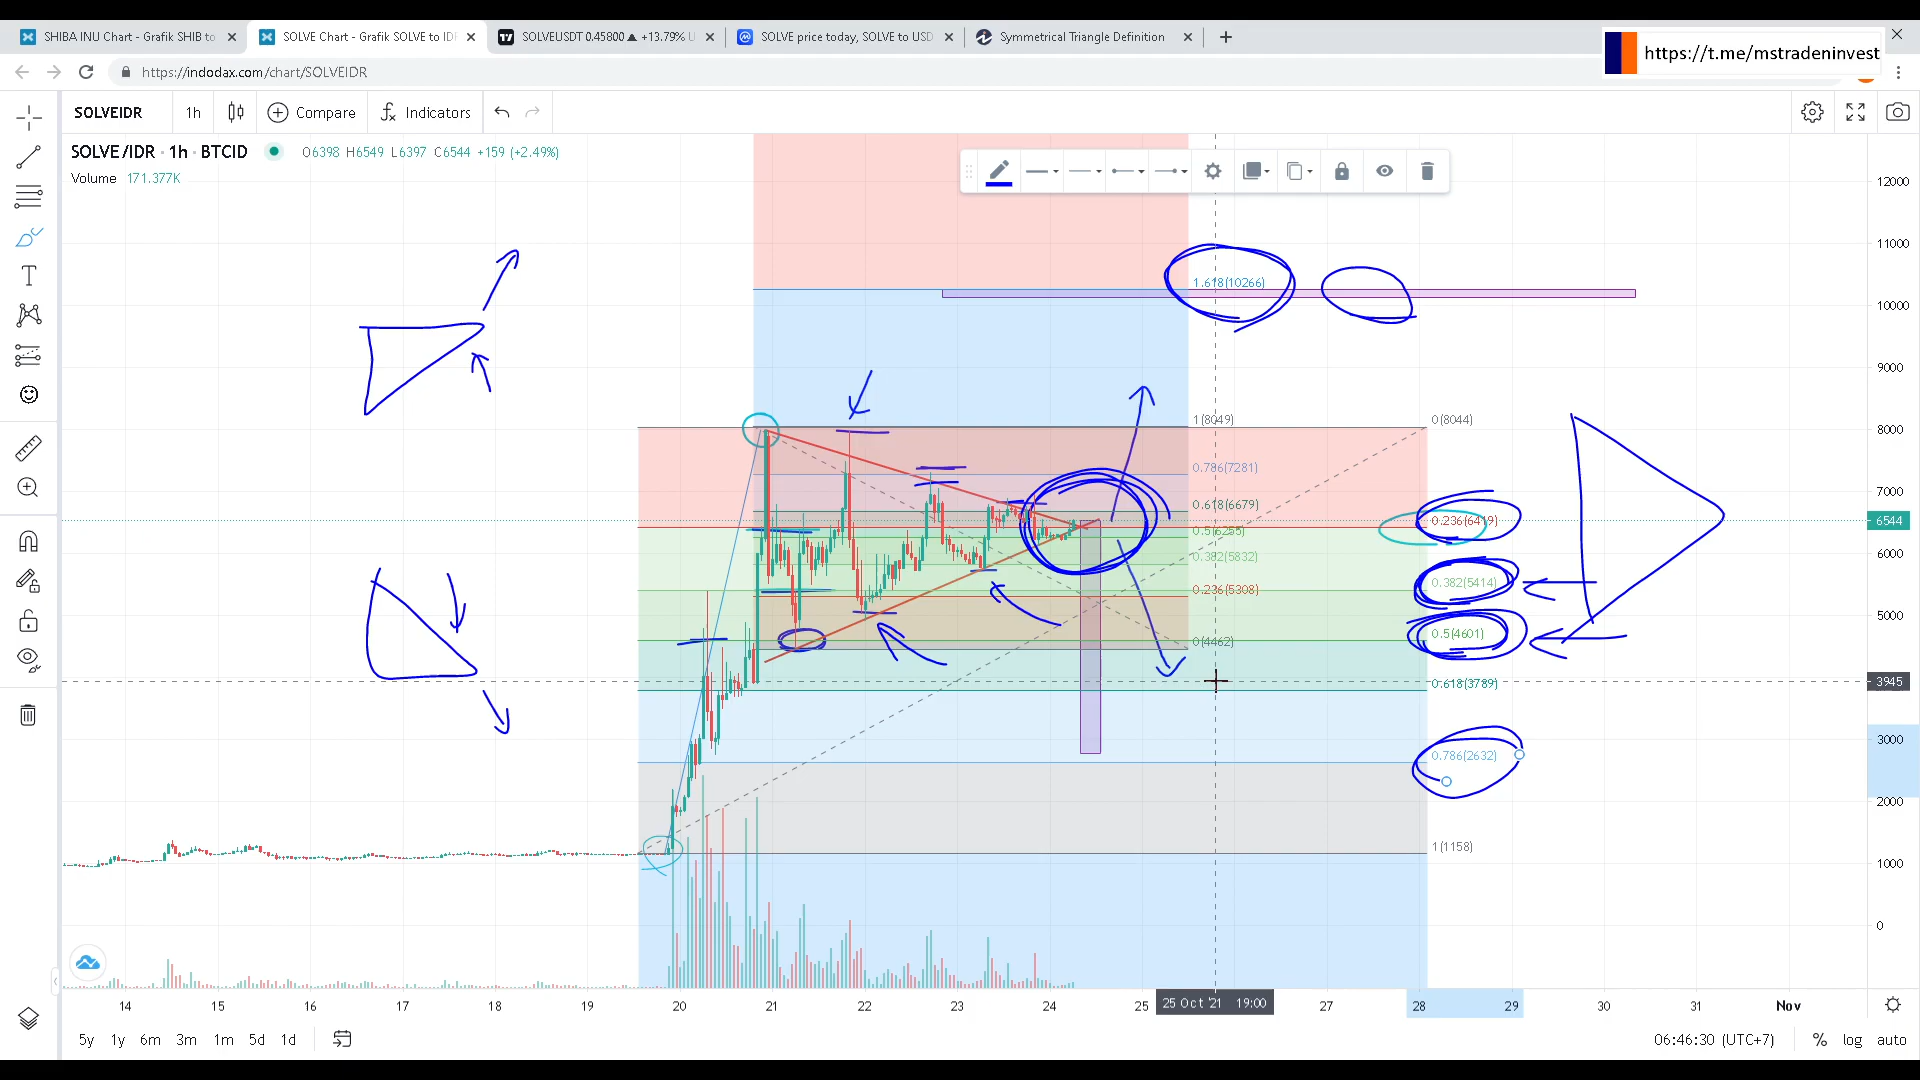 SHIBA INU Chart - Grafik SHIB to
SOLVE Chart - Grafik SOLVE to IDR
SOLVEUSDT 0.45800 ▲ +13.79% U
SOLVE price today, SOLVE to USD
Symmetrical Triangle Definition
https://t.me/mstradeninvest
https://indodax.com/chart/SOLVEIDR
SOLVEIDR 1h Compare Indicators
SOLVE/IDR · 1h · BTCID O6398 H6549 L6397 C6544 +159 (+2.49%)
Volume 171.377K
12000
11000
1.618(10266)
10000
9000
1(8049) 0(8044)
8000
0.786(7281)
7000
0.618(6679)
0.236(6419) 6544
0.5(6255)
0.382(5832) 6000
0.236(5308) 0.382(5414)
5000
0(4462) 0.5(4601)
0.618(3789) 3945
3000
0.786(2632)
2000
1(1158)
1000
0
14 15 16 17 18 19 20 21 22 23 24 25 25 Oct '21 19:00 27 28 29 30 31 Nov
5y 1y 6m 3m 1m 5d 1d 06:46:30 (UTC+7) % log auto